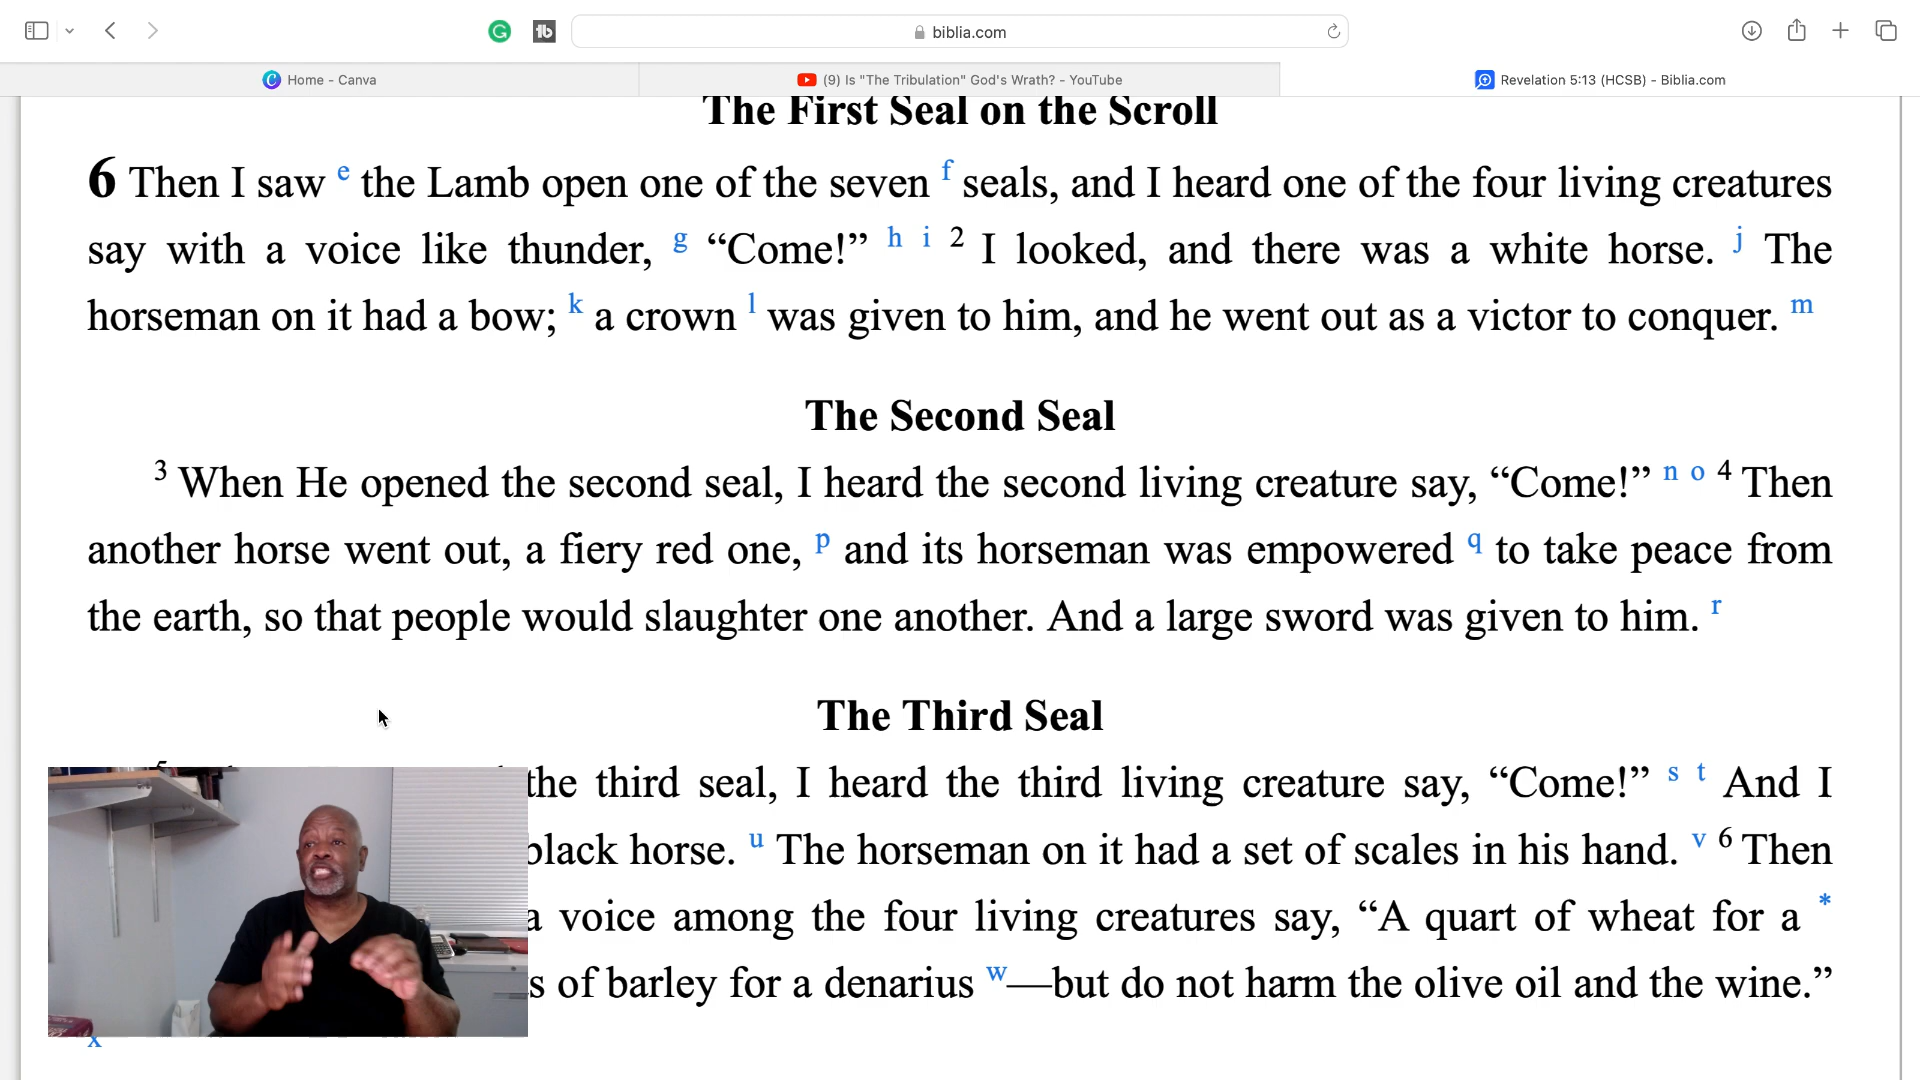 biblia.com
Home - Canva
(9) Is "The Tribulation" God's Wrath? - YouTube
Revelation 5:13 (HCSB) - Biblia.com
The First Seal on the Scroll
6 Then I saw e the Lamb open one of the seven f seals, and I heard one of the four living creatures
say with a voice like thunder, g “Come!” h i 2 I looked, and there was a white horse. j The
horseman on it had a bow; k a crown l was given to him, and he went out as a victor to conquer. m
The Second Seal
3 When He opened the second seal, I heard the second living creature say, “Come!” n o 4 Then
another horse went out, a fiery red one, p and its horseman was empowered q to take peace from
the earth, so that people would slaughter one another. And a large sword was given to him. r
The Third Seal
the third seal, I heard the third living creature say, “Come!” s t And I
black horse. u The horseman on it had a set of scales in his hand. v 6 Then
a voice among the four living creatures say, “A quart of wheat for a *
s of barley for a denarius w—but do not harm the olive oil and the wine.”
x